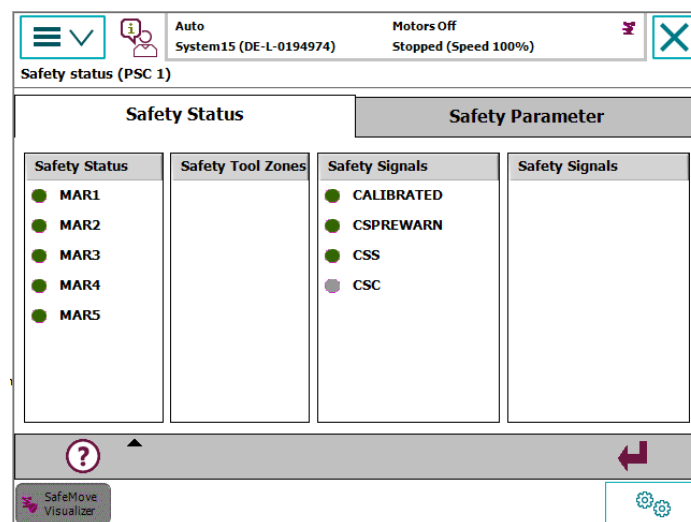 Auto
Motors Off
System15 (DE-L-0194974)
Stopped (Speed 100%)
Safety status (PSC 1)
Safety Status
Safety Parameter
Safety Status
MAR1
MAR2
MAR3
MAR4
MAR5
Safety Tool Zones
Safety Signals
CALIBRATED
CSPREWARN
CSS
CSC
Safety Signals
?
SafeMove
Visualizer